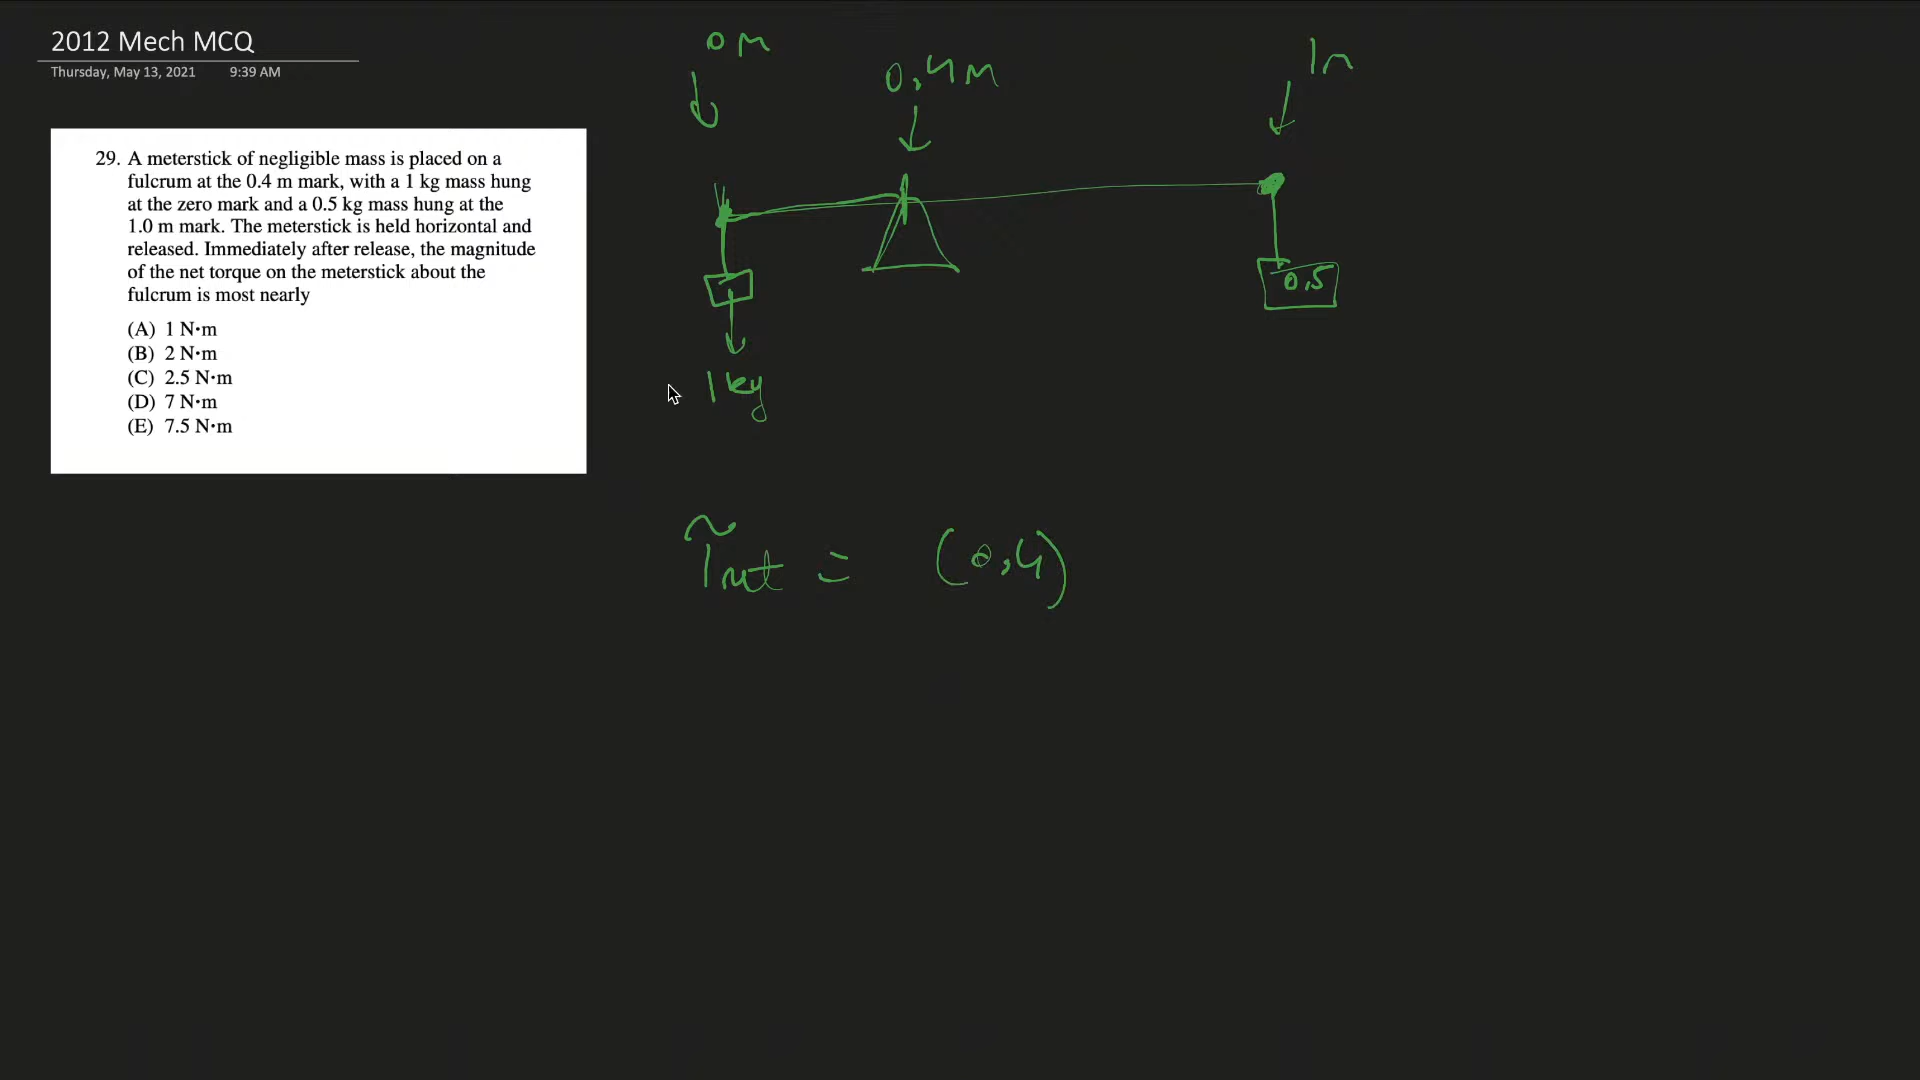 2012 Mech MCQ
Thursday, May 13, 2021 9:39 AM
29. A meterstick of negligible mass is placed on a
fulcrum at the 0.4 m mark, with a 1 kg mass hung
at the zero mark and a 0.5 kg mass hung at the
1.0 m mark. The meterstick is held horizontal and
released. Immediately after release, the magnitude
of the net torque on the meterstick about the
fulcrum is most nearly
(A) 1 N•m
(B) 2 N•m
(C) 2.5 N•m
(D) 7 N•m
(E) 7.5 N•m
0 M
0.4 M
1 m
0.5
1 kg
τnet = (0.4)